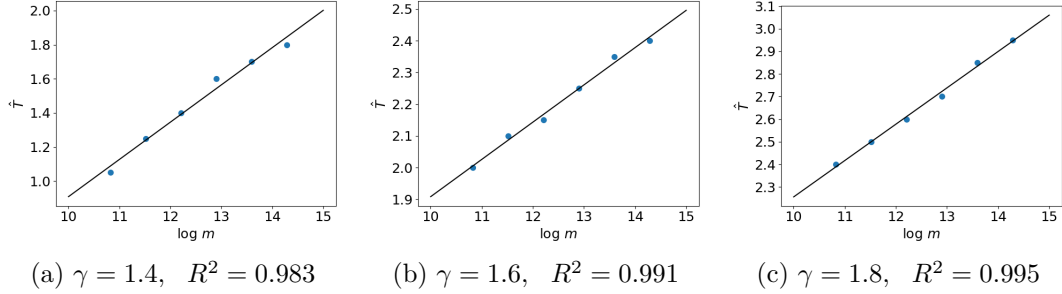 2.0
1.8
1.6
1.4
1.2
1.0
T̂
10 11 12 13 14 15
log m
(a) γ = 1.4, R² = 0.983
2.5
2.4
2.3
2.2
2.1
2.0
1.9
T̂
10 11 12 13 14 15
log m
(b) γ = 1.6, R² = 0.991
3.1
3.0
2.9
2.8
2.7
2.6
2.5
2.4
2.3
T̂
10 11 12 13 14 15
log m
(c) γ = 1.8, R² = 0.995